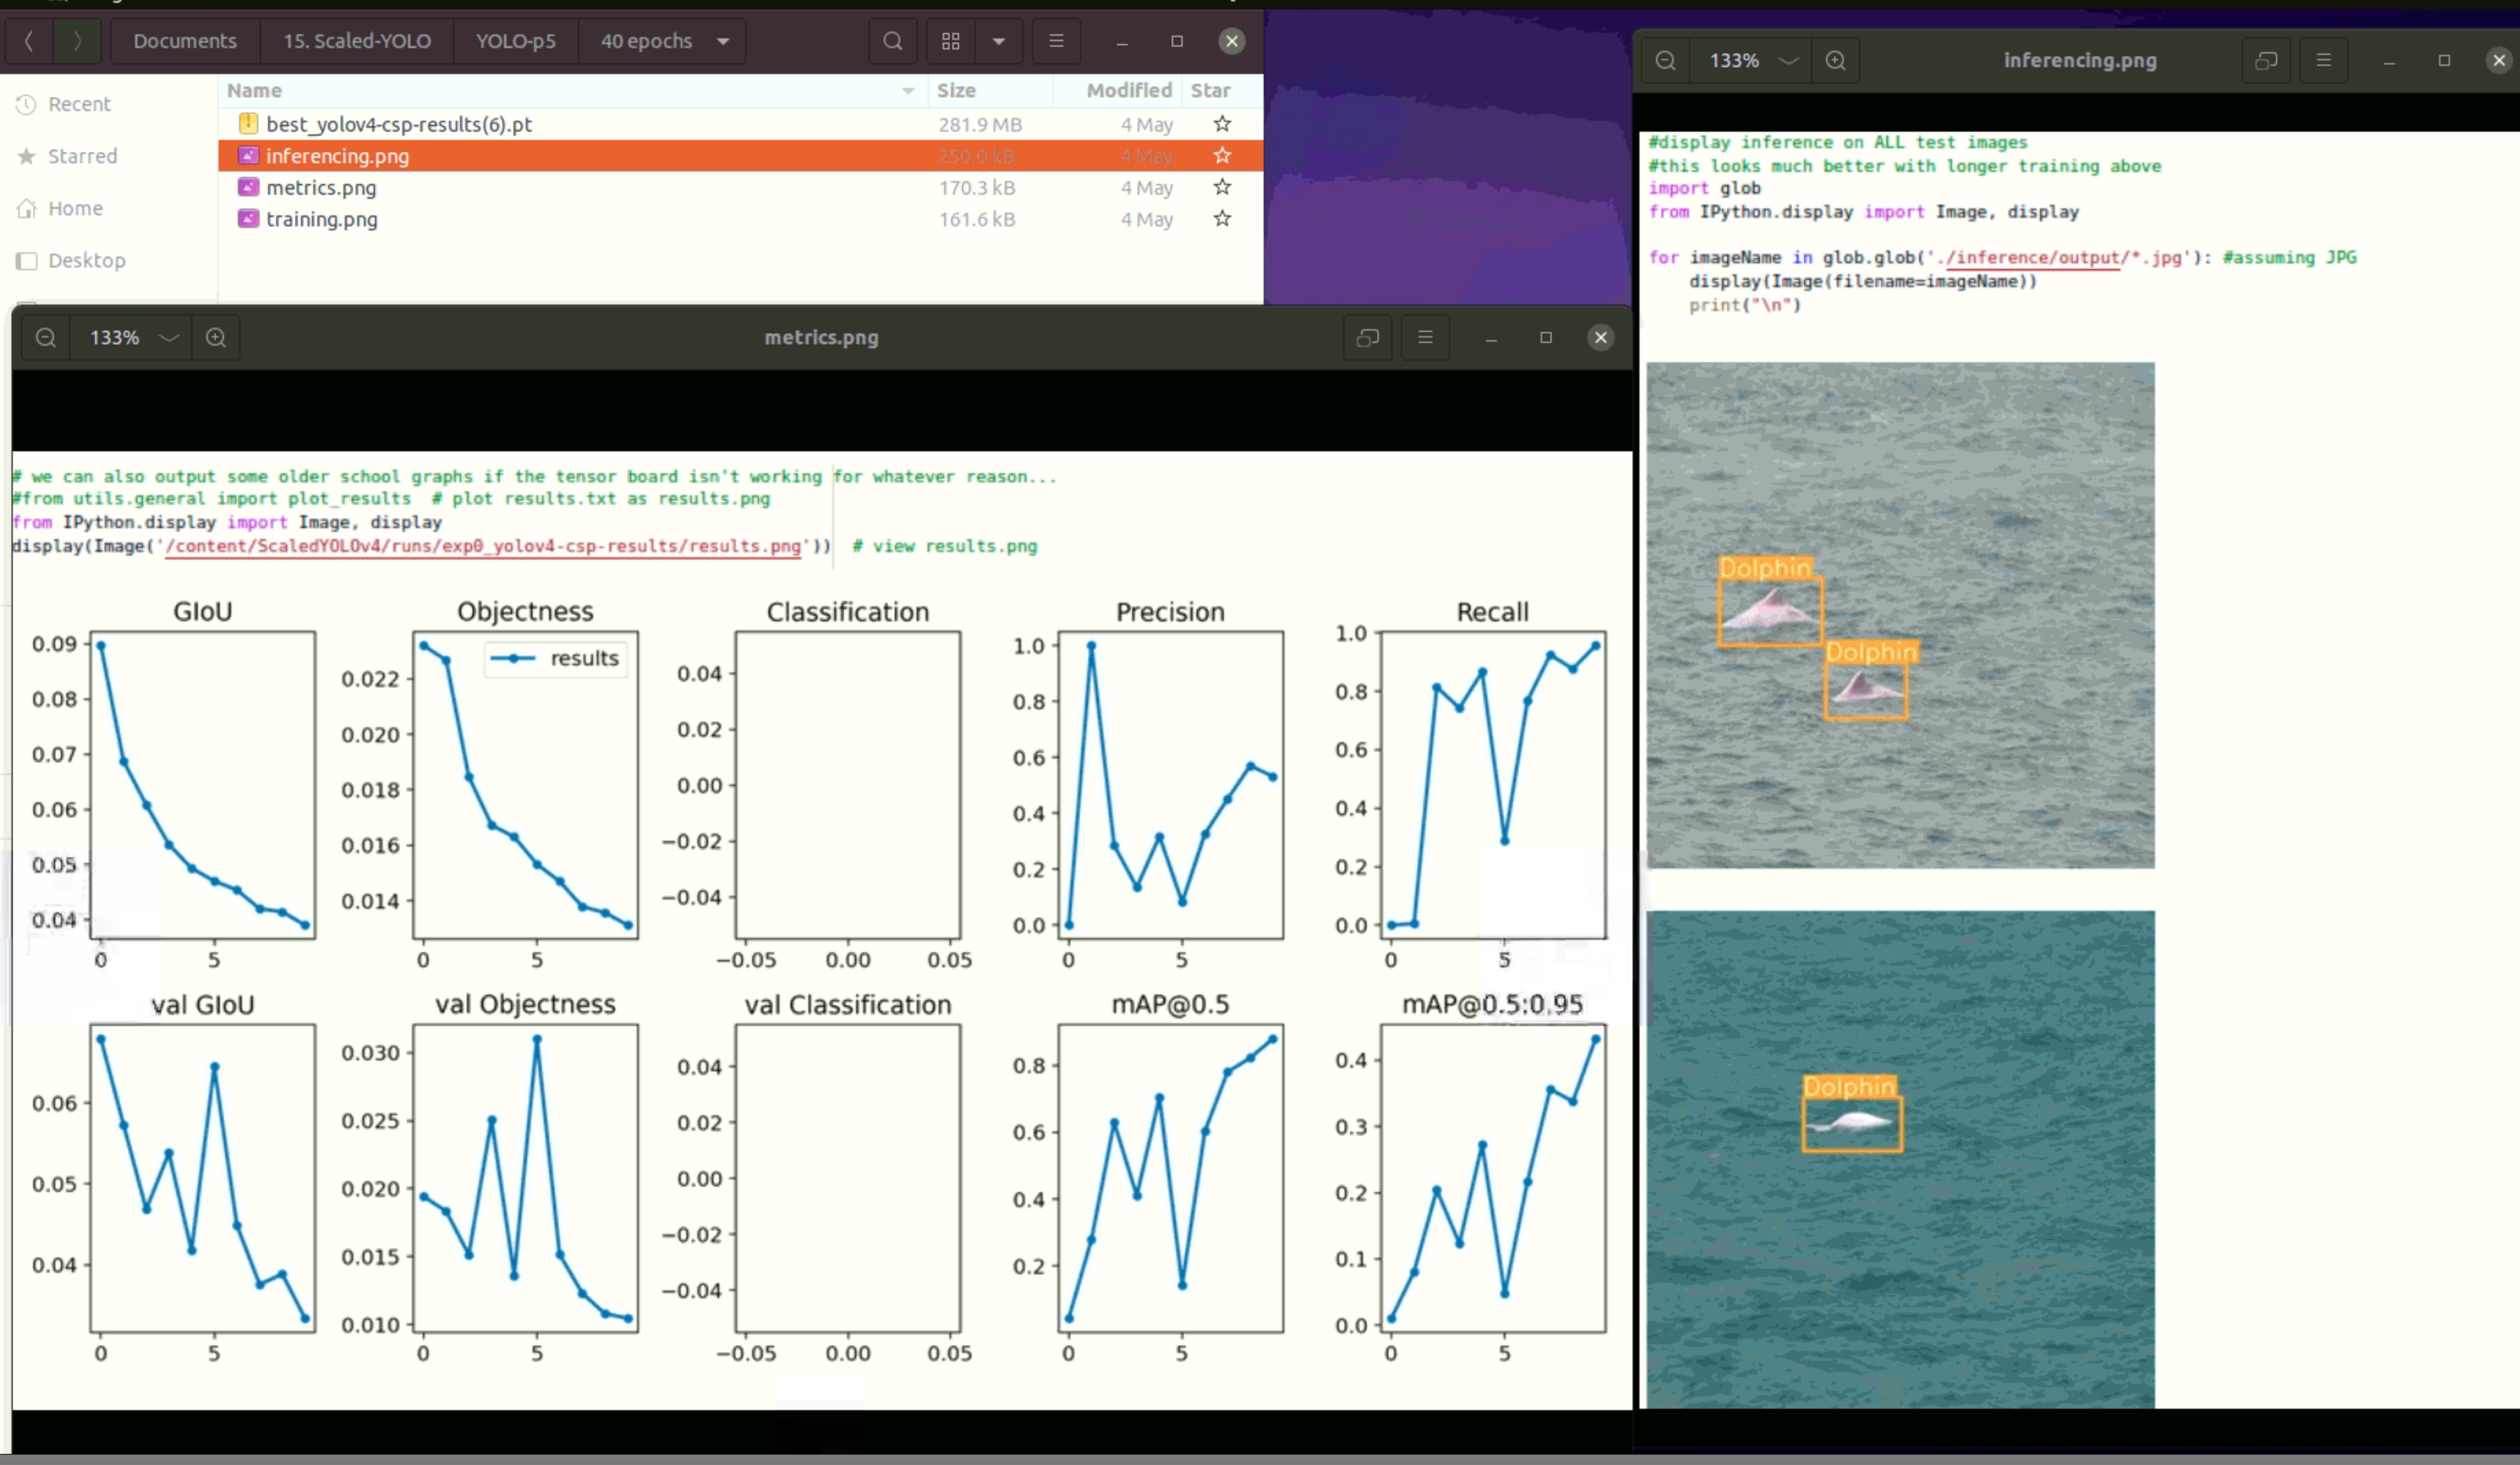 Documents 15. Scaled-YOLO YOLO-p5 40 epochs
Name Size Modified Star
Recent
Starred
Home
Desktop
best_yolov4-csp-results(6).pt 281.9 MB 4 May
inferencing.png 250.0 kB 4 May
metrics.png 170.3 kB 4 May
training.png 161.6 kB 4 May
133% metrics.png
# we can also output some older school graphs if the tensor board isn't working for whatever reason...
#from utils.general import plot_results # plot results.txt as results.png
from IPython.display import Image, display
display(Image('/content/ScaledYOLOv4/runs/exp0_yolov4-csp-results/results.png')) # view results.png
GIoU
0.09
0.08
0.07
0.06
0.05
0.04
0 5
Objectness
results
0.022
0.020
0.018
0.016
0.014
0 5
Classification
0.04
0.02
0.00
−0.02
−0.04
−0.05 0.00 0.05
Precision
1.0
0.8
0.6
0.4
0.2
0.0
0 5
Recall
1.0
0.8
0.6
0.4
0.2
0.0
0 5
val GIoU
0.06
0.05
0.04
0 5
val Objectness
0.030
0.025
0.020
0.015
0.010
0 5
val Classification
0.04
0.02
0.00
−0.02
−0.04
−0.05 0.00 0.05
mAP@0.5
0.8
0.6
0.4
0.2
0 5
mAP@0.5:0.95
0.4
0.3
0.2
0.1
0.0
0 5
133% inferencing.png
#display inference on ALL test images
#this looks much better with longer training above
import glob
from IPython.display import Image, display
for imageName in glob.glob('./inference/output/*.jpg'): #assuming JPG
display(Image(filename=imageName))
print("\n")
Dolphin
Dolphin
Dolphin